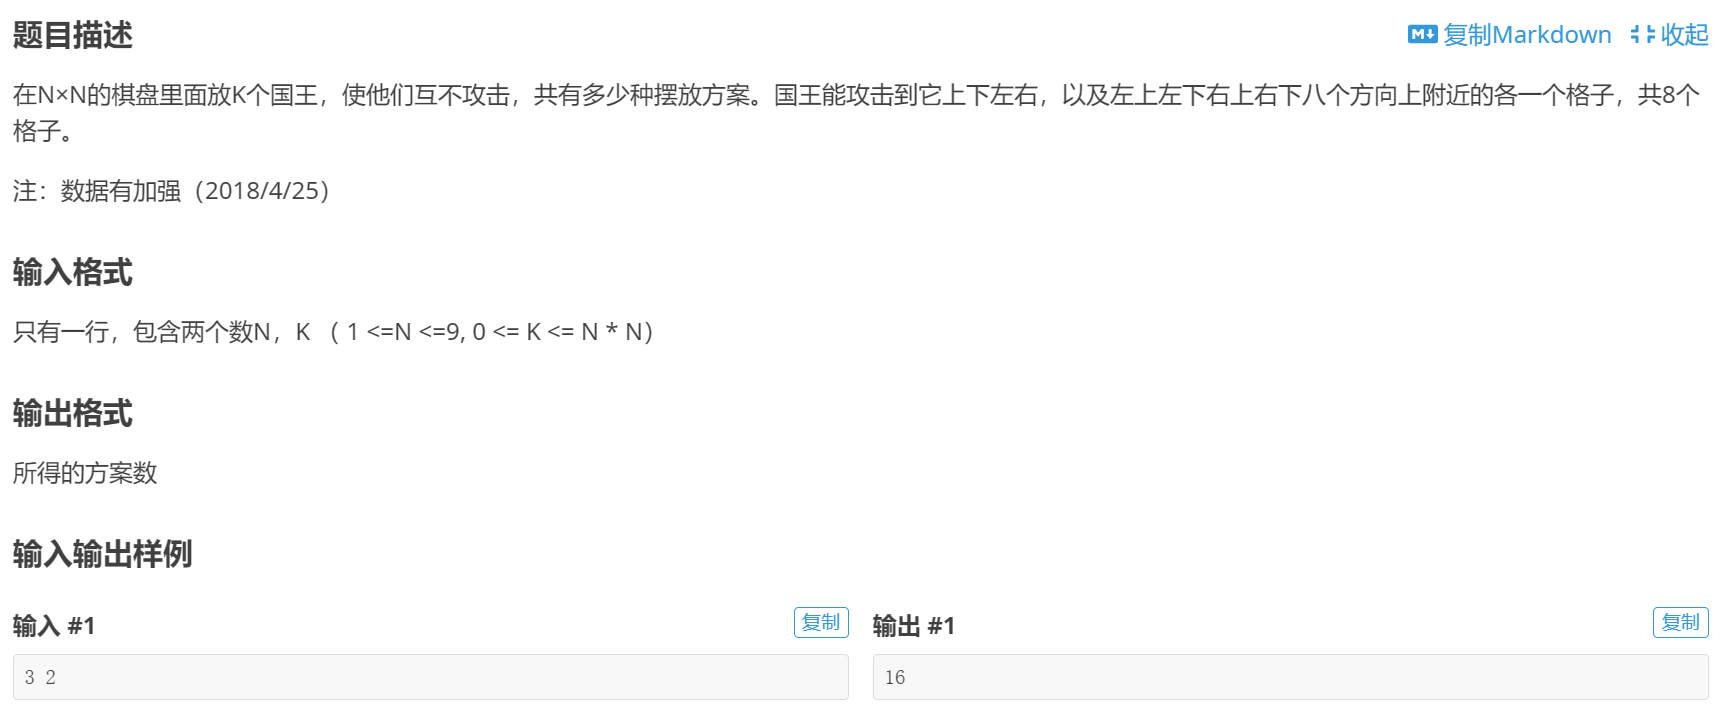 题目描述
复制Markdown 收起
在N×N的棋盘里面放K个国王，使他们互不攻击，共有多少种摆放方案。国王能攻击到它上下左右，以及左上左下右上右下八个方向上附近的各一个格子，共8个
格子。
注：数据有加强（2018/4/25）
输入格式
只有一行，包含两个数N，K （ 1 <=N <=9, 0 <= K <= N * N）
输出格式
所得的方案数
输入输出样例
输入 #1
复制
输出 #1
复制
3 2
16